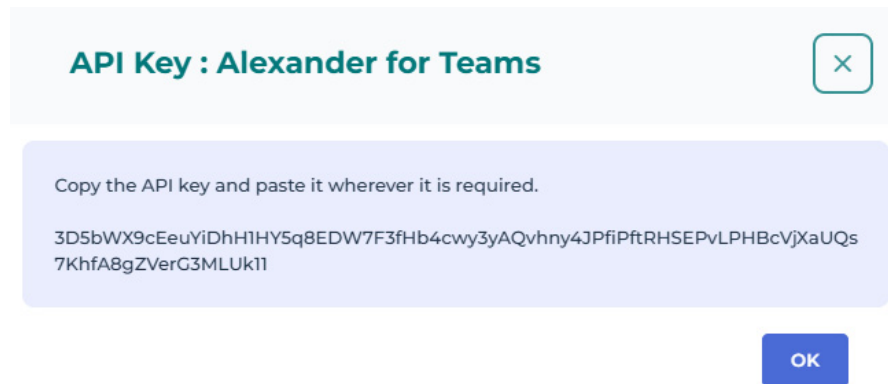 API Key : Alexander for Teams
Copy the API key and paste it wherever it is required.
3D5bWX9cEeuYiDhH1HY5q8EDW7F3fHb4cwy3yAQvhny4JPfiPftRHSEPvLPHBcVjXaUQs
7KhfA8gZVerG3MLUk11
OK